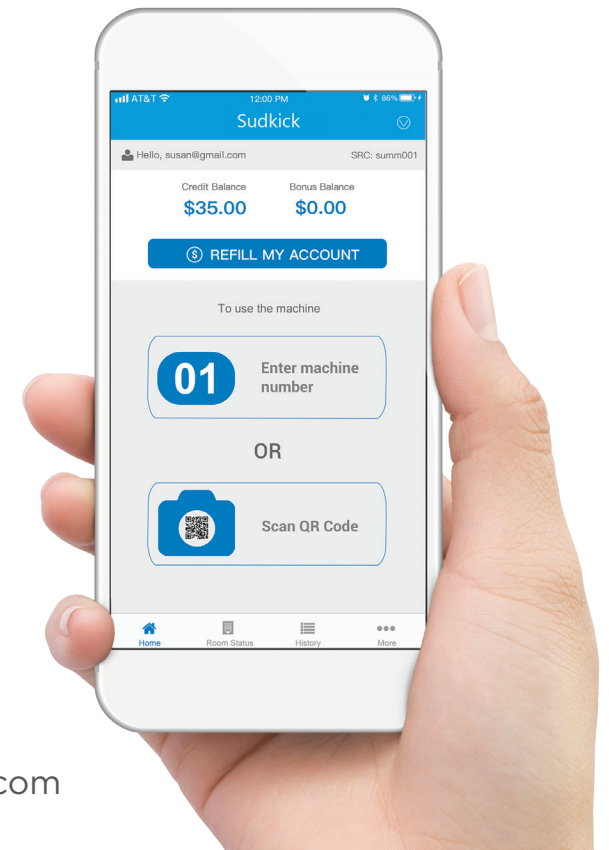 AT&T 12:00 PM 86%
Sudkick
Hello, susan@gmail.com SRC: summ001
Credit Balance Bonus Balance
$35.00 $0.00
REFILL MY ACCOUNT
To use the machine
01 Enter machine
number
OR
Scan QR Code
Home Room Status History More
com